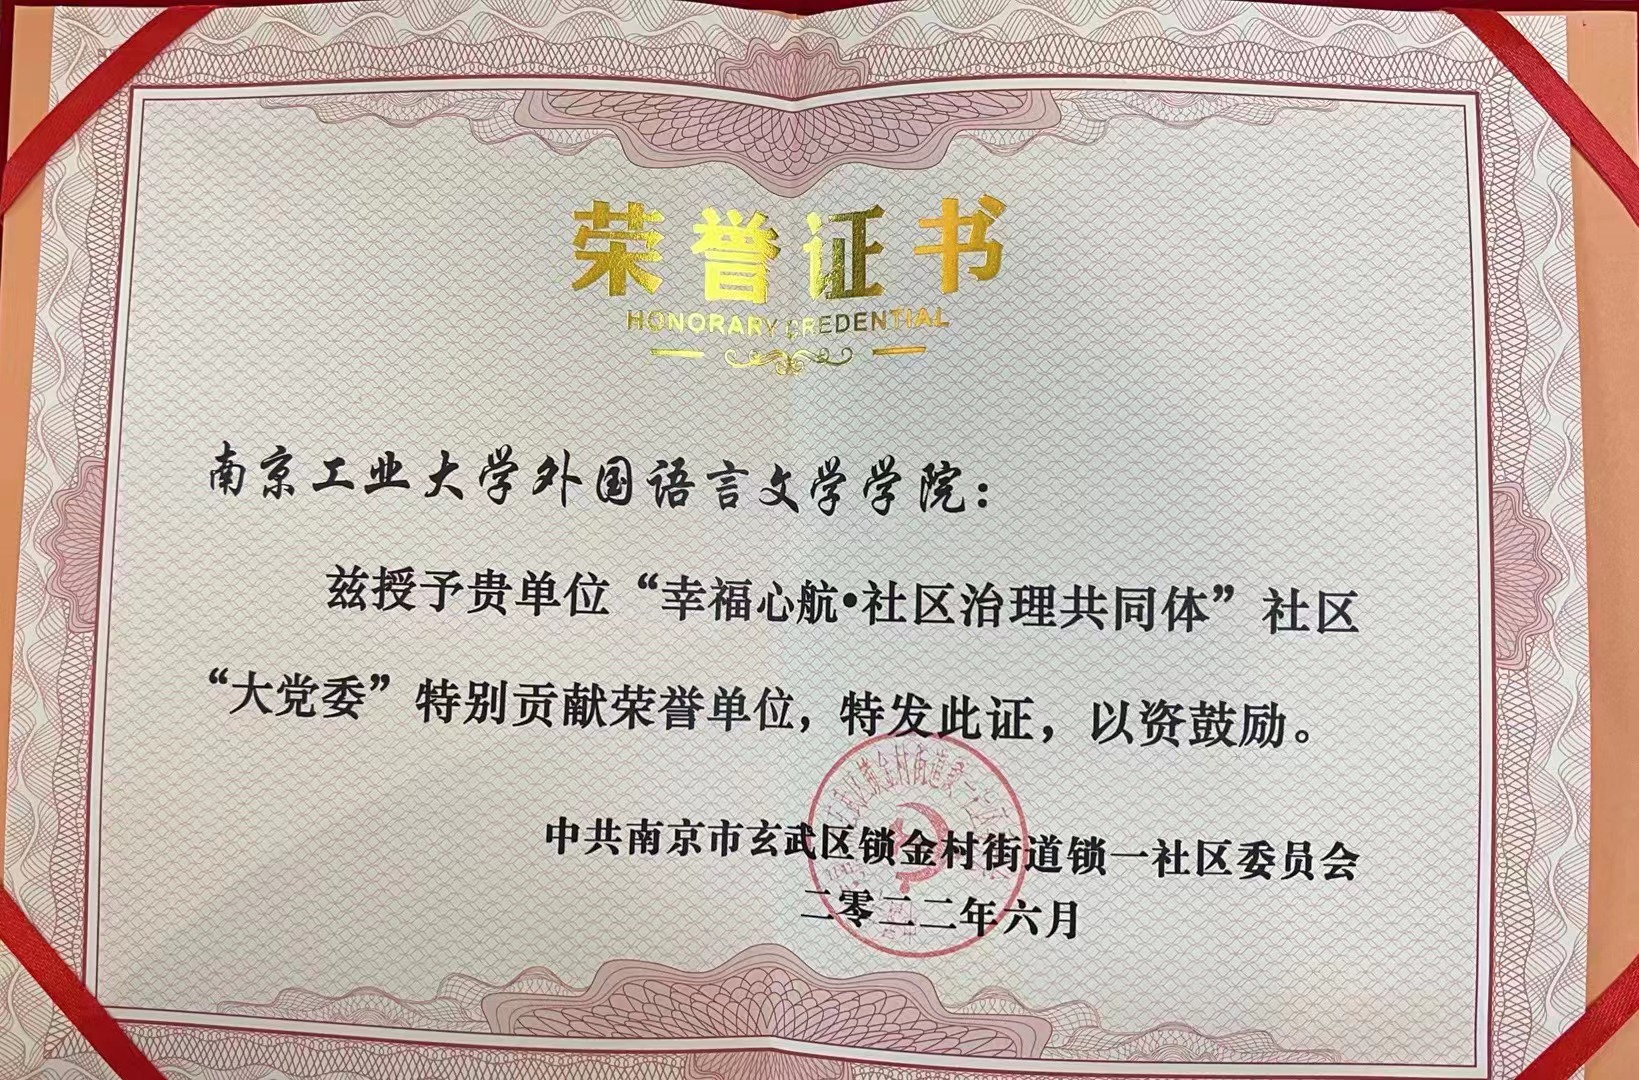 荣誉证书
HONORARY CREDENTIAL
南京工业大学外国语言文学学院：
兹授予贵单位“幸福心航•社区治理共同体”社区
“大党委”特别贡献荣誉单位，特发此证，以资鼓励。
中共南京市玄武区锁金村街道锁一社区委员会
二零二二年六月